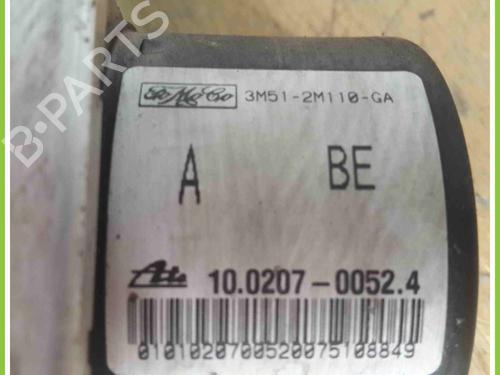 B-PARTS
FoMoCo 3M51-2M110-GA
A BE
Ate 10.0207-0052.4
0101020700520075108849